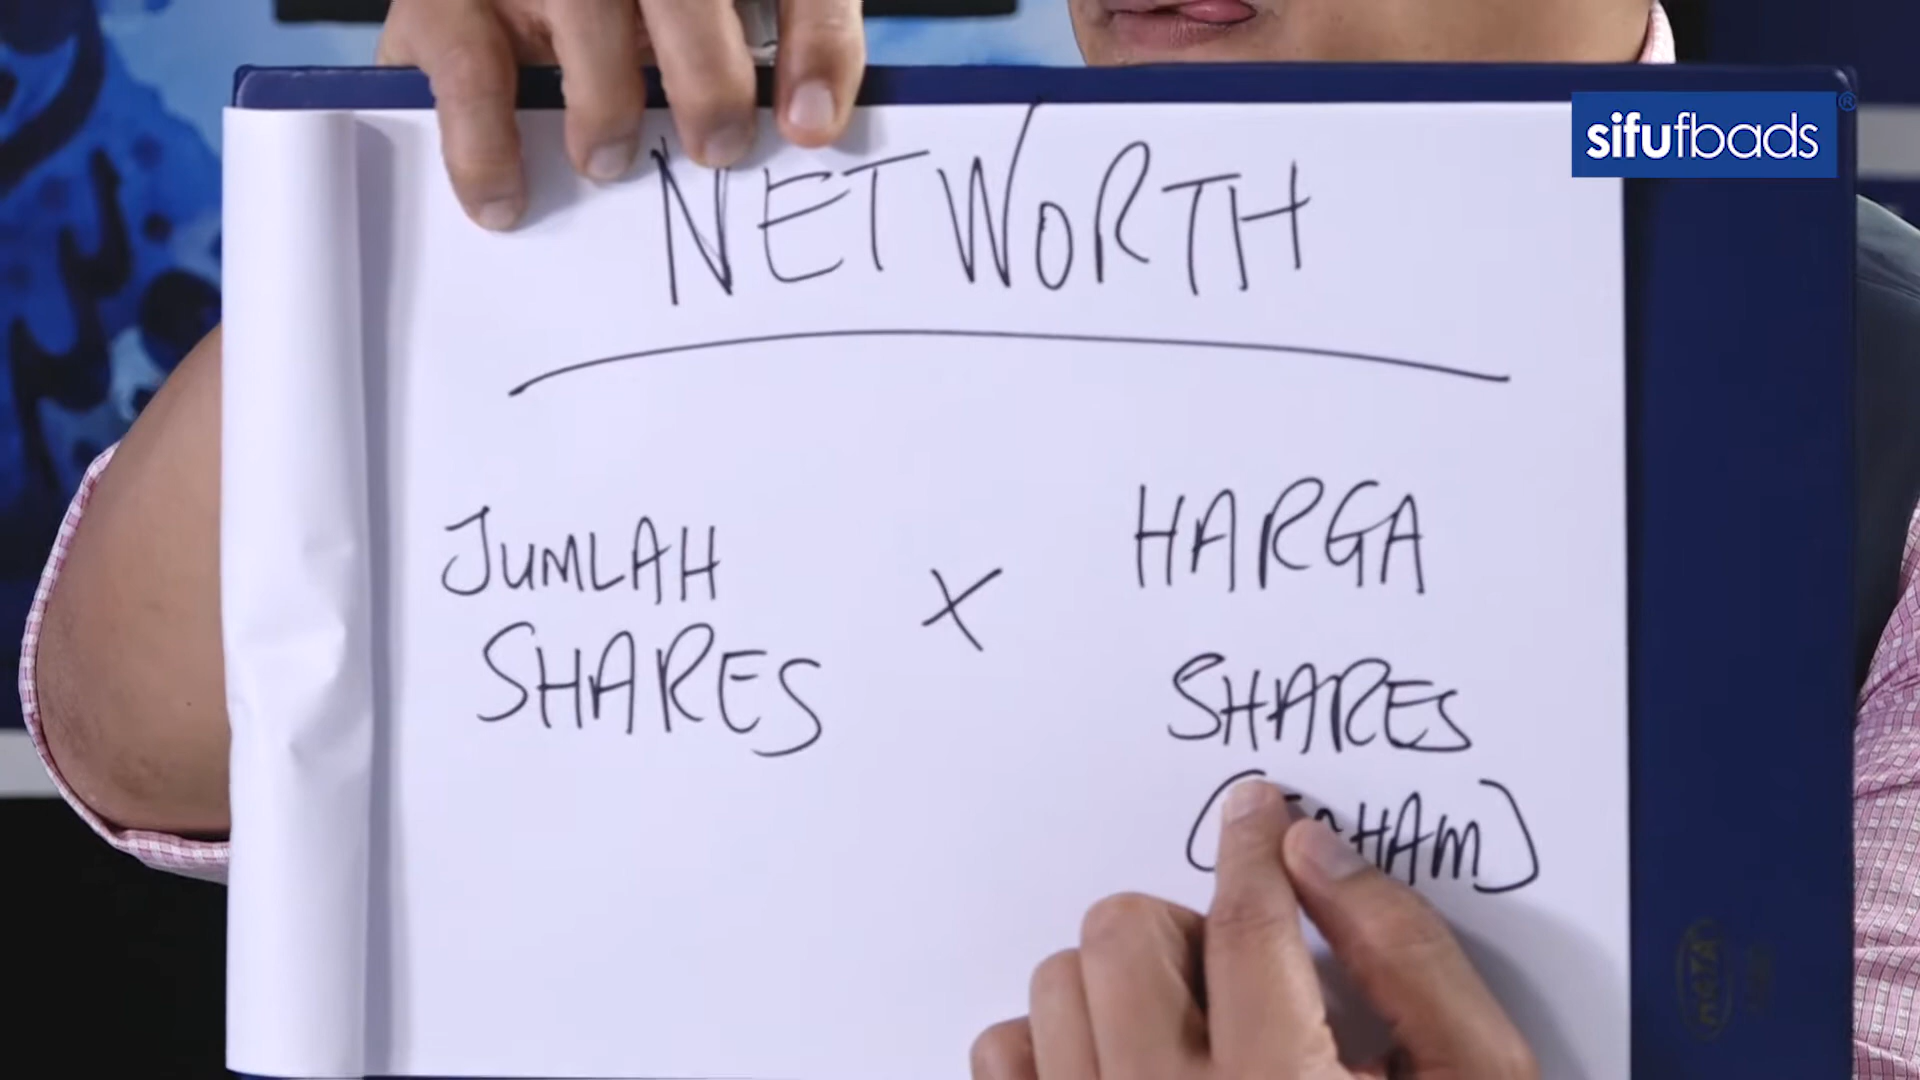 sifufbads®
NETWORTH
JUMLAH
SHARES
X
HARGA
SHARES